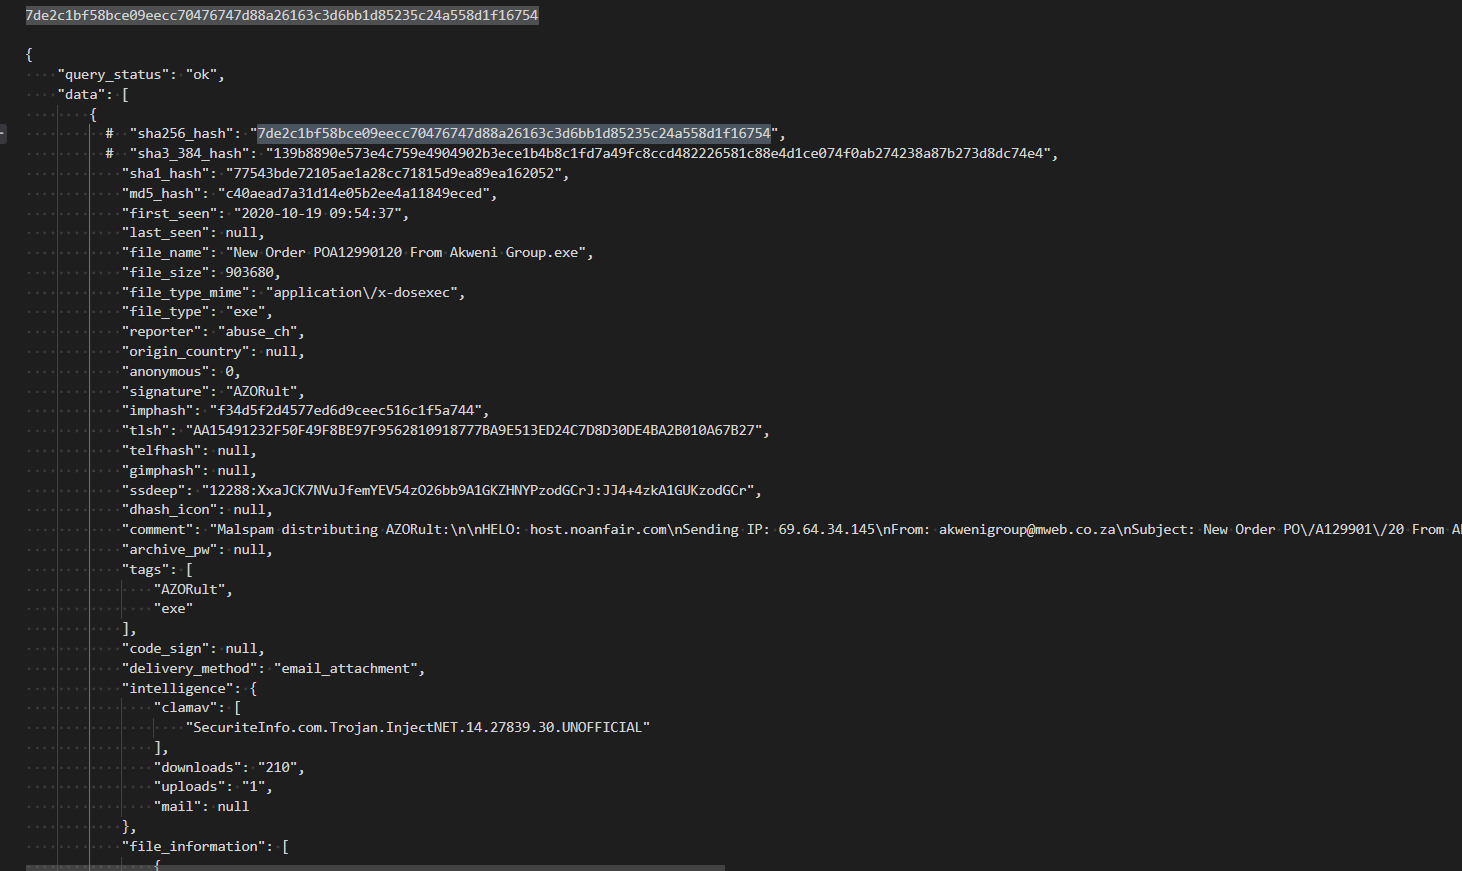 7de2c1bf58bce09eecc70476747d88a26163c3d6bb1d85235c24a558d1f16754
{
"query_status": "ok",
"data": [
{
# "sha256_hash": "7de2c1bf58bce09eecc70476747d88a26163c3d6bb1d85235c24a558d1f16754",
# "sha3_384_hash": "139b8890e573e4c759e4904902b3ece1b4b8c1fd7a49fc8ccd482226581c88e4d1ce074f0ab274238a87b273d8dc74e4",
"sha1_hash": "77543bde72105ae1a28cc71815d9ea89ea162052",
"md5_hash": "c40aead7a31d14e05b2ee4a11849eced",
"first_seen": "2020-10-19 09:54:37",
"last_seen": null,
"file_name": "New Order POA12990120 From Akweni Group.exe",
"file_size": 903680,
"file_type_mime": "application\/x-dosexec",
"file_type": "exe",
"reporter": "abuse_ch",
"origin_country": null,
"anonymous": 0,
"signature": "AZORult",
"imphash": "f34d5f2d4577ed6d9ceec516c1f5a744",
"tlsh": "AA15491232F50F49F8BE97F9562810918777BA9E513ED24C7D8D30DE4BA2B010A67B27",
"telfhash": null,
"gimphash": null,
"ssdeep": "12288:XxaJCK7NVuJfemYEV54zO26bb9A1GKZHNYPzodGCrJ:JJ4+4zkA1GUKzodGCr",
"dhash_icon": null,
"comment": "Malspam distributing AZORult:\n\nHELO: host.noanfair.com\nSending IP: 69.64.34.145\nFrom: akwenigroup@mweb.co.za\nSubject: New Order PO\/A129901\/20 From
"archive_pw": null,
"tags": [
"AZORult",
"exe"
],
"code_sign": null,
"delivery_method": "email_attachment",
"intelligence": {
"clamav": [
"SecuriteInfo.com.Trojan.InjectNET.14.27839.30.UNOFFICIAL"
],
"downloads": "210",
"uploads": "1",
"mail": null
},
"file_information": [
{